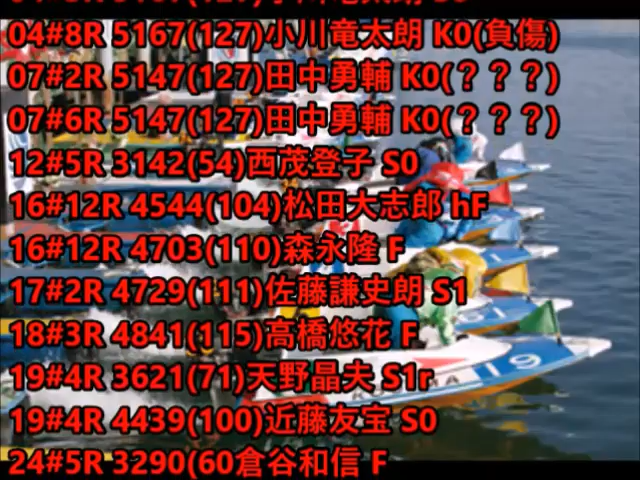 04#8R 5167(127)小川竜太朗 K0(負傷)
07#2R 5147(127)田中勇輔 K0(？？？)
07#6R 5147(127)田中勇輔 K0(？？？)
12#5R 3142(54)西茂登子 S0
16#12R 4544(104)松田大志郎 hF
16#12R 4703(110)森永隆 F
17#2R 4729(111)佐藤謙史朗 S1
18#3R 4841(115)高橋悠花 F
19#4R 3621(71)天野晶夫 S1r
19#4R 4439(100)近藤友宝 S0
24#5R 3290(60倉谷和信 F
19